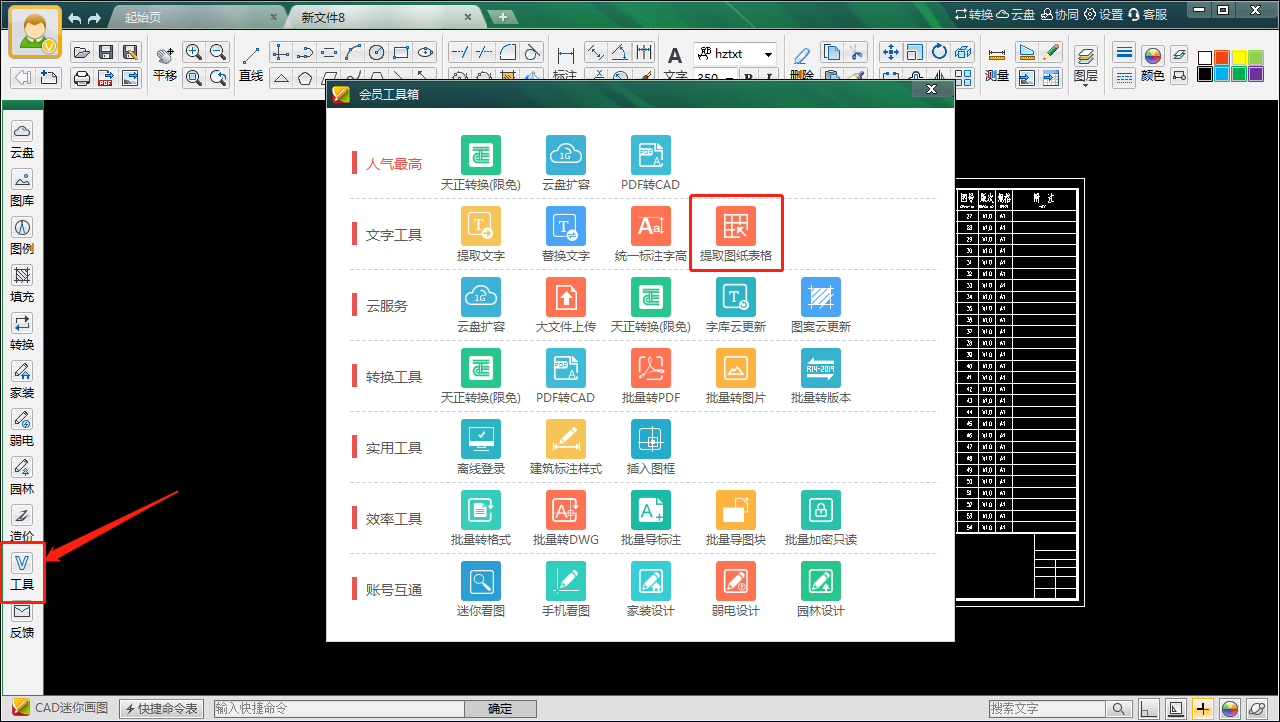 起始页
新文件8
转换
云盘
协同
设置
客服
平移
直线
标注
文字
hztxt
350
删除
测量
图层
颜色
云盘
图库
图例
填充
转换
家装
弱电
园林
造价
工具
反馈
会员工具箱
人气最高
天正转换(限免)
云盘扩容
PDF转CAD
文字工具
提取文字
替换文字
统一标注字高
提取图纸表格
云服务
云盘扩容
大文件上传
天正转换(限免)
字库云更新
图案云更新
转换工具
天正转换(限免)
PDF转CAD
批量转PDF
批量转图片
批量转版本
实用工具
离线登录
建筑标注样式
插入图框
效率工具
批量转格式
批量转DWG
批量导标注
批量导图块
批量加密只读
账号互通
迷你看图
手机看图
家装设计
弱电设计
园林设计
图号 版次 规格 附 注
CAD迷你画图
快捷命令表
输入快捷命令
确定
搜索文字